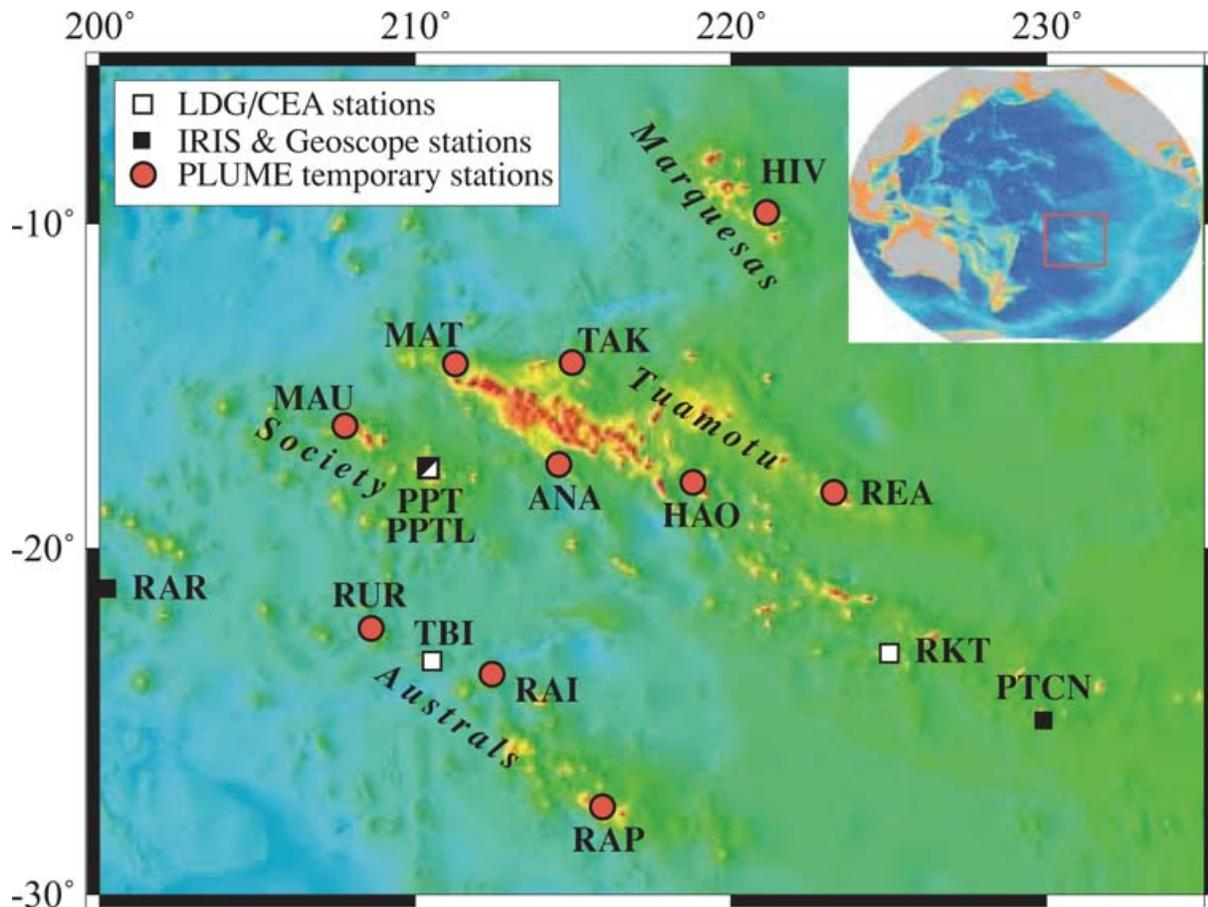 200° 210° 220° 230°
LDG/CEA stations
IRIS & Geoscope stations
PLUME temporary stations
Marquesas
HIV
-10°
MAT
TAK
Tuamotu
MAU
Society
PPT
PPTL
ANA
HAO
REA
-20°
RAR
RUR
TBI
RAI
Australs
RKT
PTCN
RAP
-30°